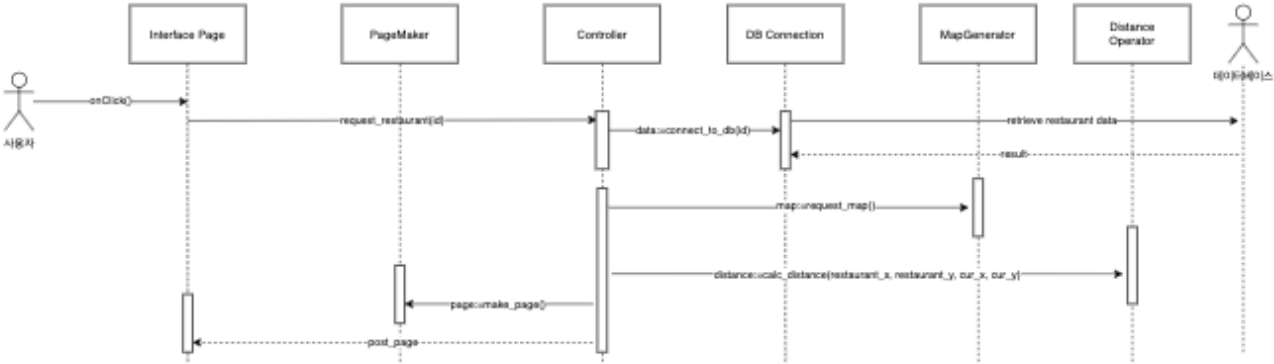 Interface Page
PageMaker
Controller
DB Connection
MapGenerator
Distance
Operator
데이터베이스
사용자
onClick()
request_restaurant(id)
data:=connect_to_db(id)
retrieve restaurant data
result
map:=request_map()
distance:=calc_distance(restaurant_x, restaurant_y, cur_x, cur_y)
page:=make_page()
post_page